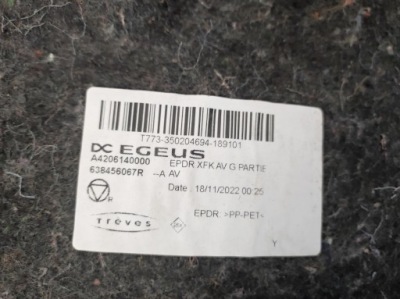 T773-350204694-189101
EGEUS
A4206140000 EPDR XFK AV G PARTIE
638456067R --A AV
Date : 18/11/2022 00:25
EPDR: >PP-PET<
Trèves
Y